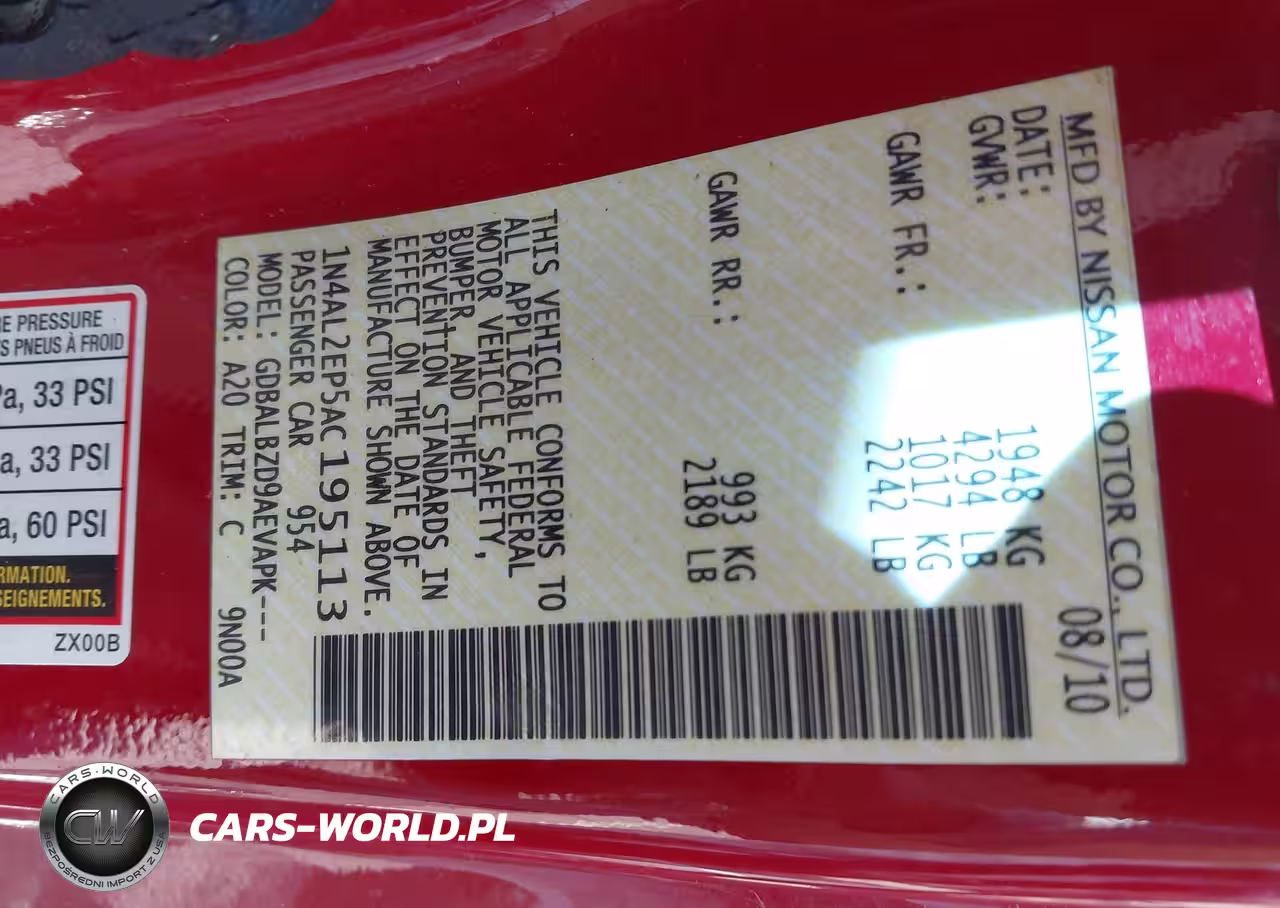 MFD BY NISSAN MOTOR CO., LTD.
DATE: 08/10
GVWR: 1948 KG
4294 LB
GAWR FR.: 1017 KG
2242 LB
GAWR RR.: 993 KG
2189 LB
THIS VEHICLE CONFORMS TO
ALL APPLICABLE FEDERAL
MOTOR VEHICLE SAFETY,
BUMPER, AND THEFT
PREVENTION STANDARDS IN
EFFECT ON THE DATE OF
MANUFACTURE SHOWN ABOVE.
1N4AL2EP5AC195113
PASSENGER CAR 954
MODEL: GDBALBZD9AEVAPK---
COLOR: A20 TRIM: C 9N00A
E PRESSURE
S PNEUS À FROID
Pa, 33 PSI
a, 33 PSI
a, 60 PSI
RMATION.
SEIGNEMENTS.
ZX00B
CARS-WORLD
CW
BEZPOŚREDNI IMPORT Z USA
CARS-WORLD.PL